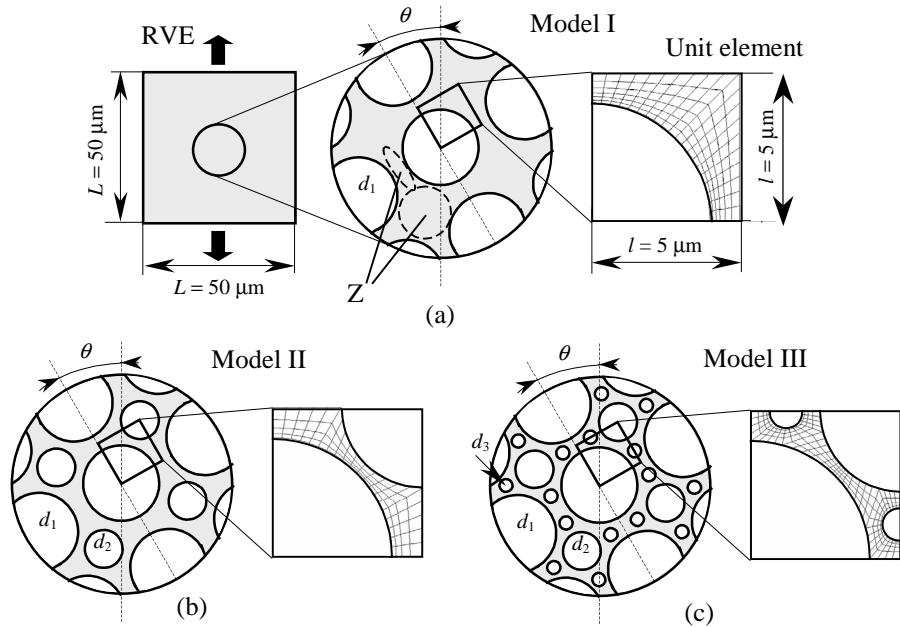 θ
Model I
RVE
Unit element
L = 50 µm
d1
l = 5 µm
l = 5 µm
L = 50 µm
Z
(a)
θ
Model II
d1
d2
(b)
θ
Model III
d3
d1
d2
(c)